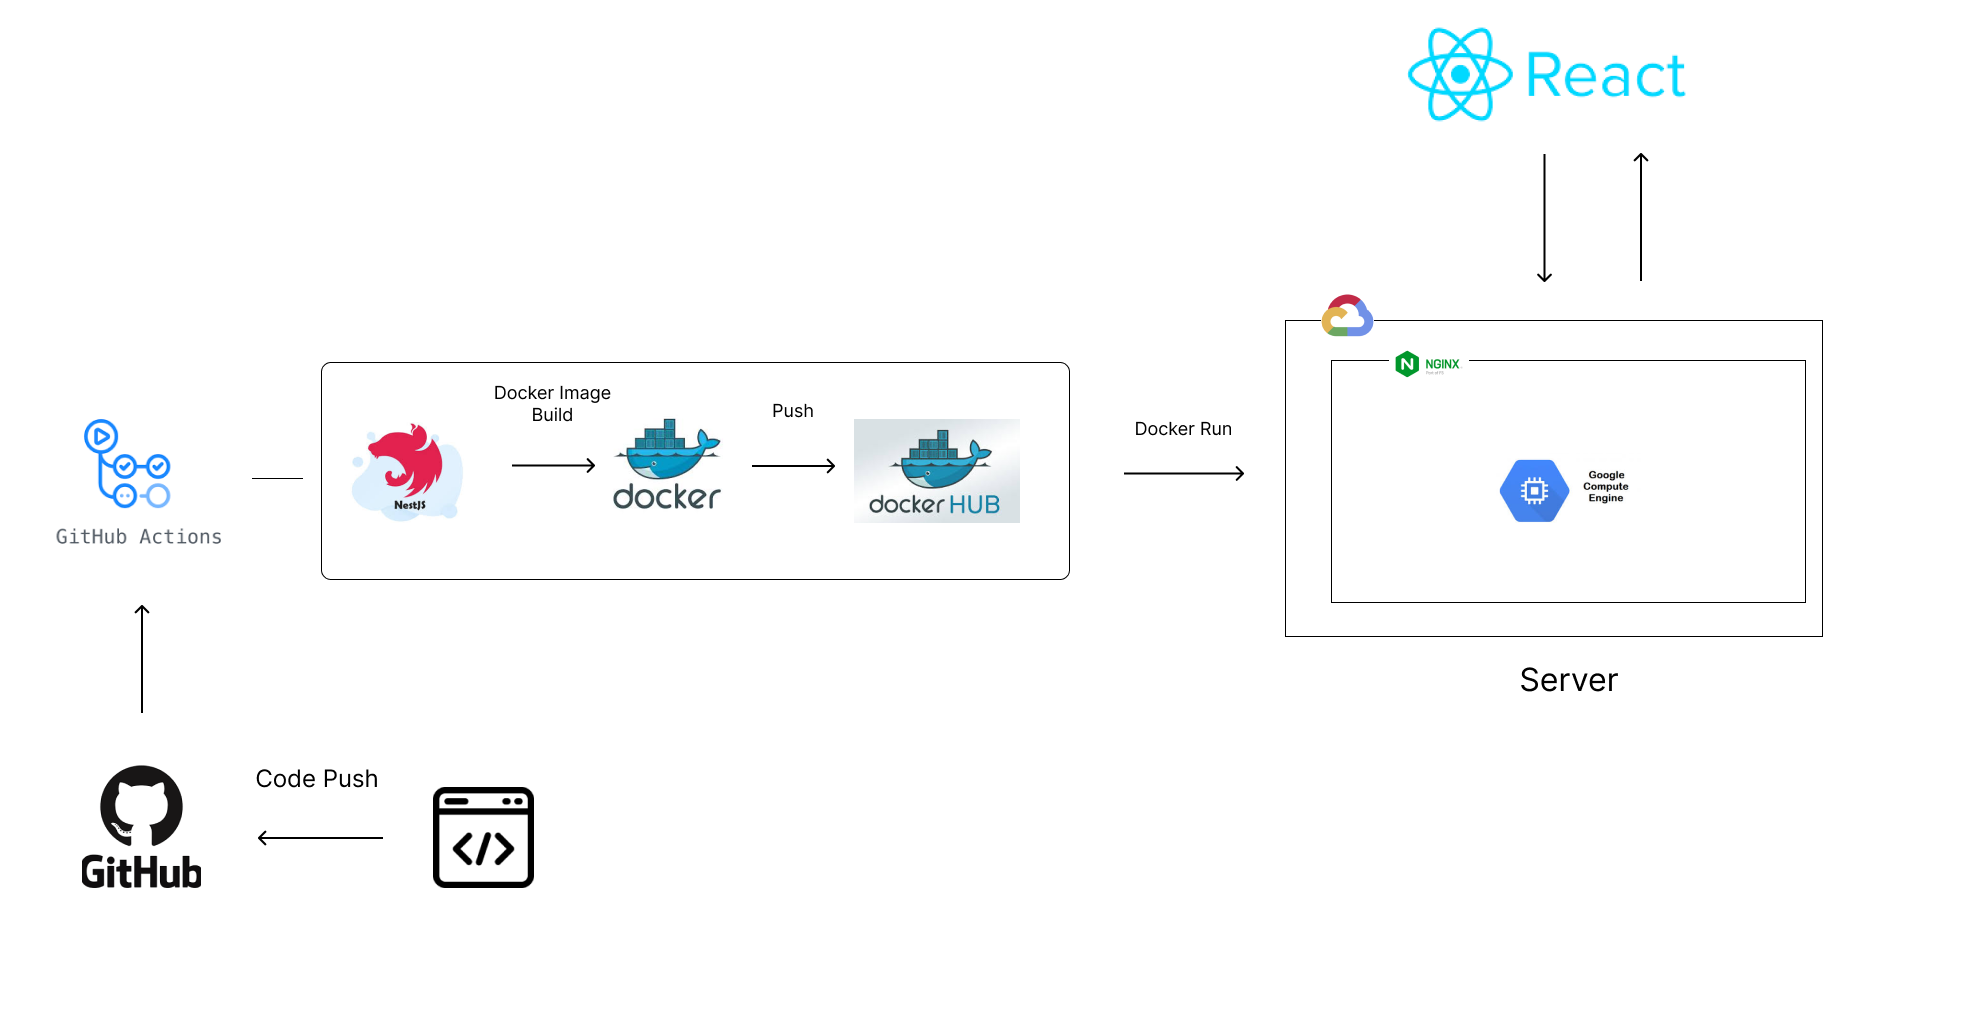 React
NGINX
Docker Image
Build
Push
Docker Run
docker
docker HUB
NestJS
Google
Compute
Engine
GitHub Actions
Server
Code Push
</>
GitHub